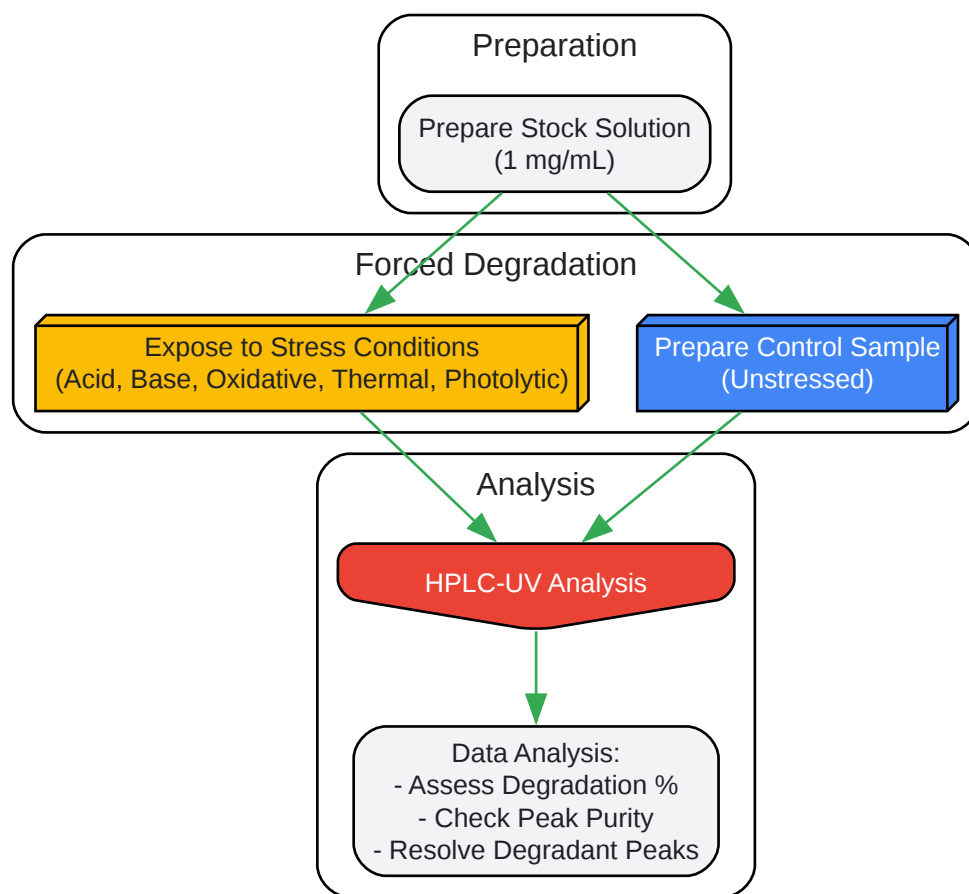 Preparation
Prepare Stock Solution
(1 mg/mL)
Forced Degradation
Expose to Stress Conditions
(Acid, Base, Oxidative, Thermal, Photolytic)
Prepare Control Sample
(Unstressed)
Analysis
HPLC-UV Analysis
Data Analysis:
- Assess Degradation %
- Check Peak Purity
- Resolve Degradant Peaks